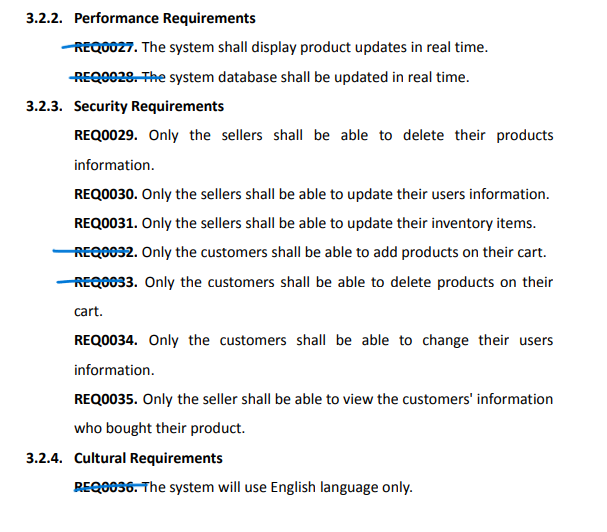 3.2.2. Performance Requirements
REQ0027. The system shall display product updates in real time.
REQ0028. The system database shall be updated in real time.
3.2.3. Security Requirements
REQ0029. Only the sellers shall be able to delete their products
information.
REQ0030. Only the sellers shall be able to update their users information.
REQ0031. Only the sellers shall be able to update their inventory items.
REQ0032. Only the customers shall be able to add products on their cart.
REQ0033. Only the customers shall be able to delete products on their
cart.
REQ0034. Only the customers shall be able to change their users
information.
REQ0035. Only the seller shall be able to view the customers' information
who bought their product.
3.2.4. Cultural Requirements
REQ0036. The system will use English language only.